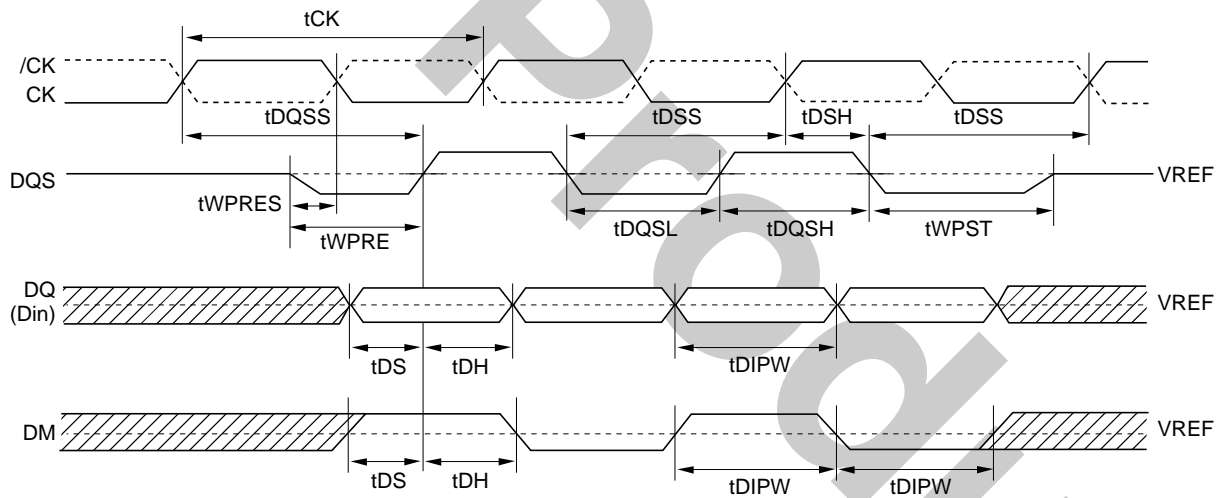 tCK
/CK
CK
tDQSS tDSS tDSH tDSS
DQS VREF
tWPRES
tWPRE tDQSL tDQSH tWPST
DQ
(Din) VREF
tDS tDH tDIPW
DM VREF
tDS tDH tDIPW tDIPW